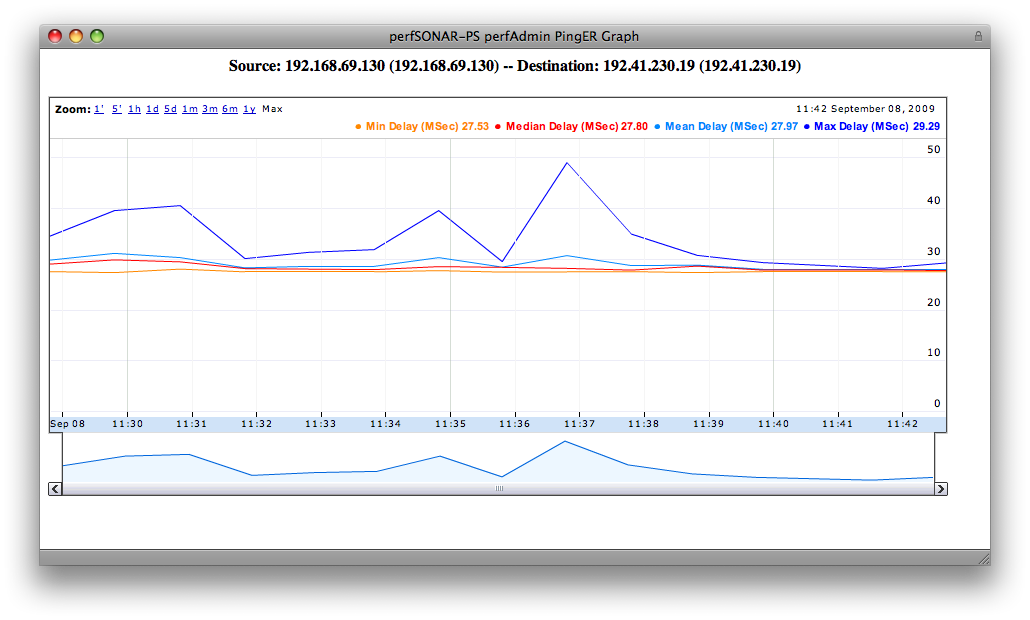 perfSONAR-PS perfAdmin PingER Graph
Source: 192.168.69.130 (192.168.69.130) -- Destination: 192.41.230.19 (192.41.230.19)
Zoom: 1' 5' 1h 1d 5d 1m 3m 6m 1y Max 11:42 September 08, 2009
Min Delay (MSec) 27.53 Median Delay (MSec) 27.80 Mean Delay (MSec) 27.97 Max Delay (MSec) 29.29
50
40
30
20
10
0
Sep 08 11:30 11:31 11:32 11:33 11:34 11:35 11:36 11:37 11:38 11:39 11:40 11:41 11:42